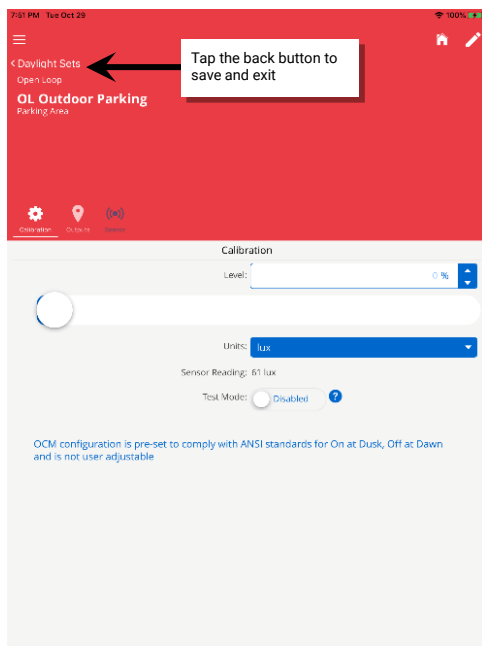 7:51 PM Tue Oct 29
100%
Daylight Sets
Tap the back button to
save and exit
Open Loop
OL Outdoor Parking
Parking Area
Calibration
Outputs
Calibration
Level:
0 %
Units:
lux
Sensor Reading: 61 lux
Test Mode:
Disabled
?
OCM configuration is pre-set to comply with ANSI standards for On at Dusk, Off at Dawn
and is not user adjustable